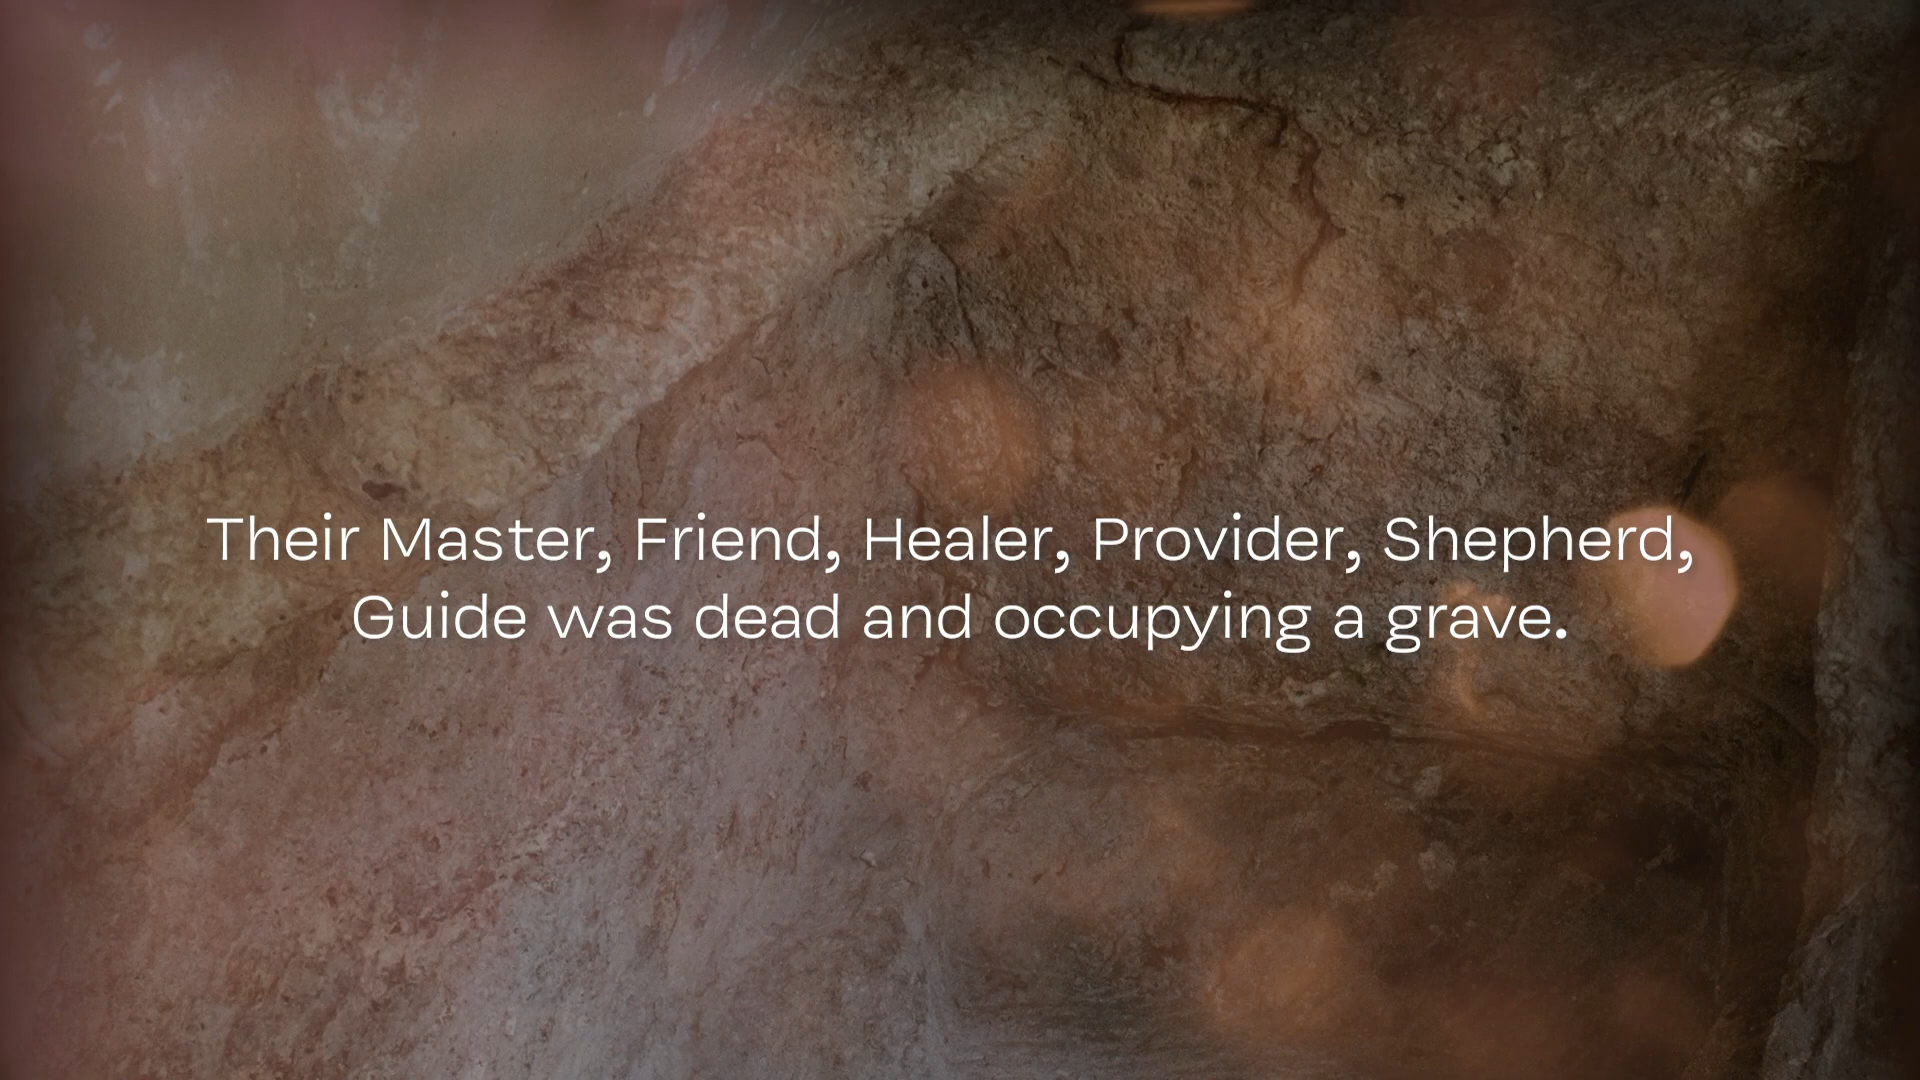 Their Master, Friend, Healer, Provider, Shepherd,
Guide was dead and occupying a grave.